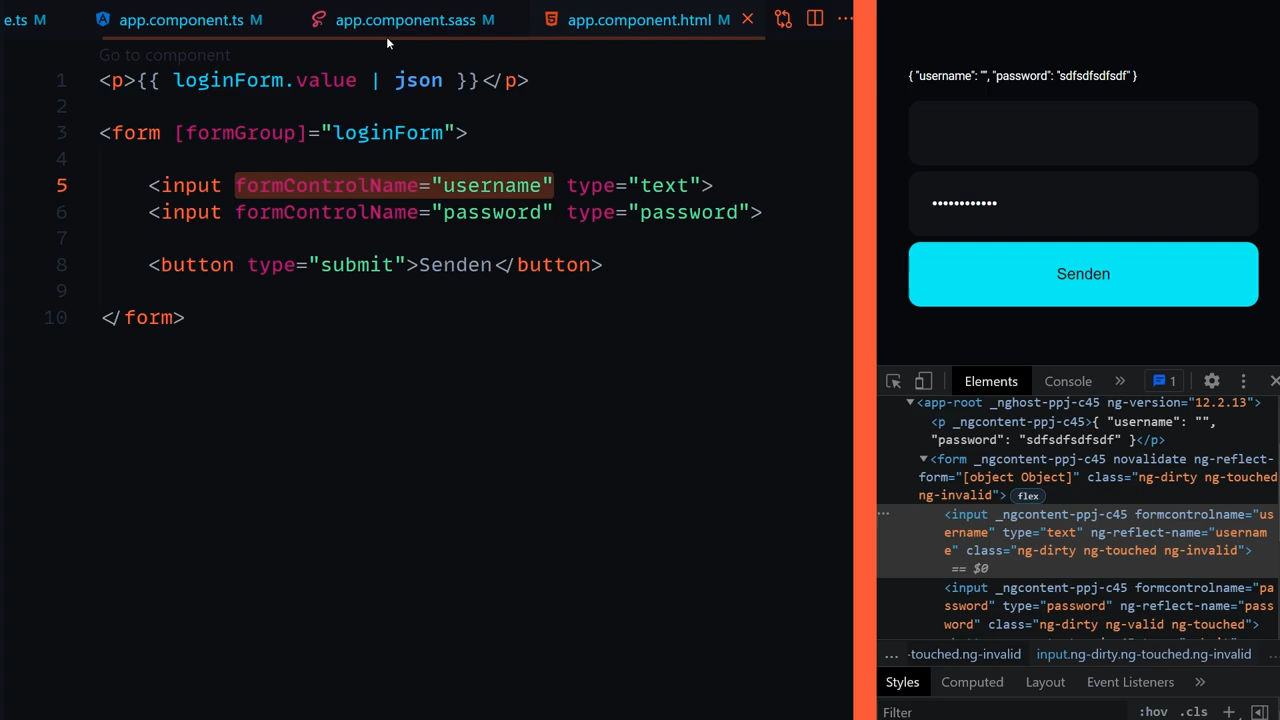 e.ts M app.component.ts M app.component.sass M app.component.html M
Go to component
1 <p>{{ loginForm.value | json }}</p>
2
3 <form [formGroup]="loginForm">
4
5 <input formControlName="username" type="text">
6 <input formControlName="password" type="password">
7
8 <button type="submit">Senden</button>
9
10 </form>
{ "username": "", "password": "sdfsdfsdfsdf" }
Senden
Elements Console 1
<app-root _nghost-ppj-c45 ng-version="12.2.13">
<p _ngcontent-ppj-c45>{ "username": "",
"password": "sdfsdfsdfsdf" }</p>
<form _ngcontent-ppj-c45 novalidate ng-reflect-
form="[object Object]" class="ng-dirty ng-touched
ng-invalid"> flex
<input _ngcontent-ppj-c45 formcontrolname="us
ername" type="text" ng-reflect-name="usernam
e" class="ng-dirty ng-touched ng-invalid">
== $0
<input _ngcontent-ppj-c45 formcontrolname="pa
ssword" type="password" ng-reflect-name="pass
word" class="ng-dirty ng-valid ng-touched">
... -touched.ng-invalid input.ng-dirty.ng-touched.ng-invalid
Styles Computed Layout Event Listeners
Filter :hov .cls